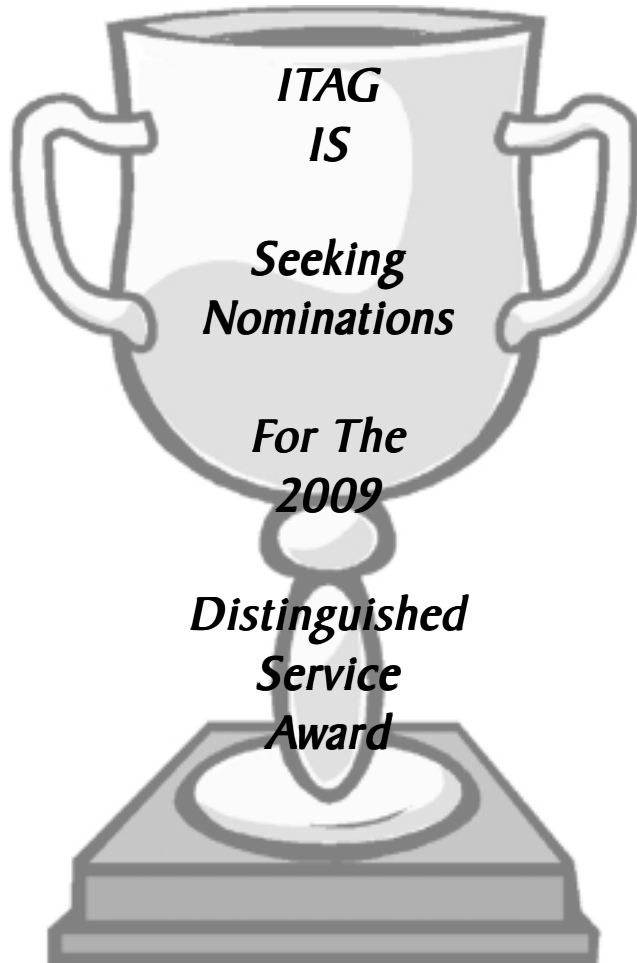 ITAG
IS
Seeking
Nominations
For The
2009
Distinguished
Service
Award